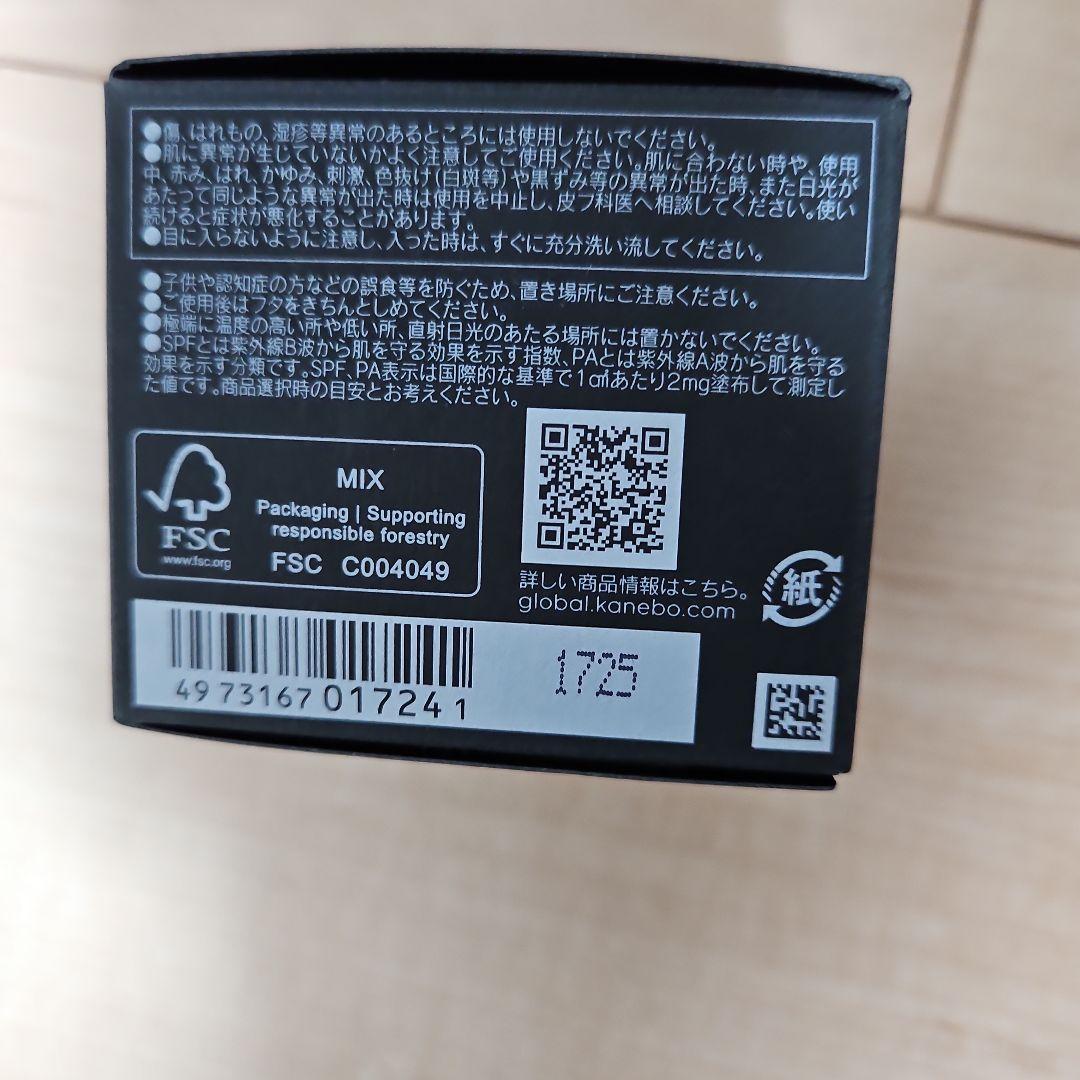 ●傷、はれもの、湿疹等異常のあるところには使用しないでください。
●肌に異常が生じていないかよく注意してご使用ください。肌に合わない時や、使用
中、赤み、はれ、かゆみ、刺激、色抜け(白斑等)や黒ずみ等の異常が出た時、また日光が
あたって同じような異常が出た時は使用を中止し、皮フ科医へ相談してください。使い
続けると症状が悪化することがあります。
●目に入らないように注意し、入った時は、すぐに充分洗い流してください。
●子供や認知症の方などの誤食等を防ぐため、置き場所にご注意ください。
●ご使用後はフタをきちんとしめてください。
●極端に温度の高い所や低い所、直射日光のあたる場所には置かないでください。
●SPFとは紫外線B波から肌を守る効果を示す指数、PAとは紫外線A波から肌を守る
効果を示す分類です。SPF、PA表示は国際的な基準で1㎠あたり2mg塗布して測定し
た値です。商品選択時の目安とお考えください。
FSC
www.fsc.org
MIX
Packaging | Supporting
responsible forestry
FSC C004049
詳しい商品情報はこちら。
global.kanebo.com
紙
4973167017241
1725